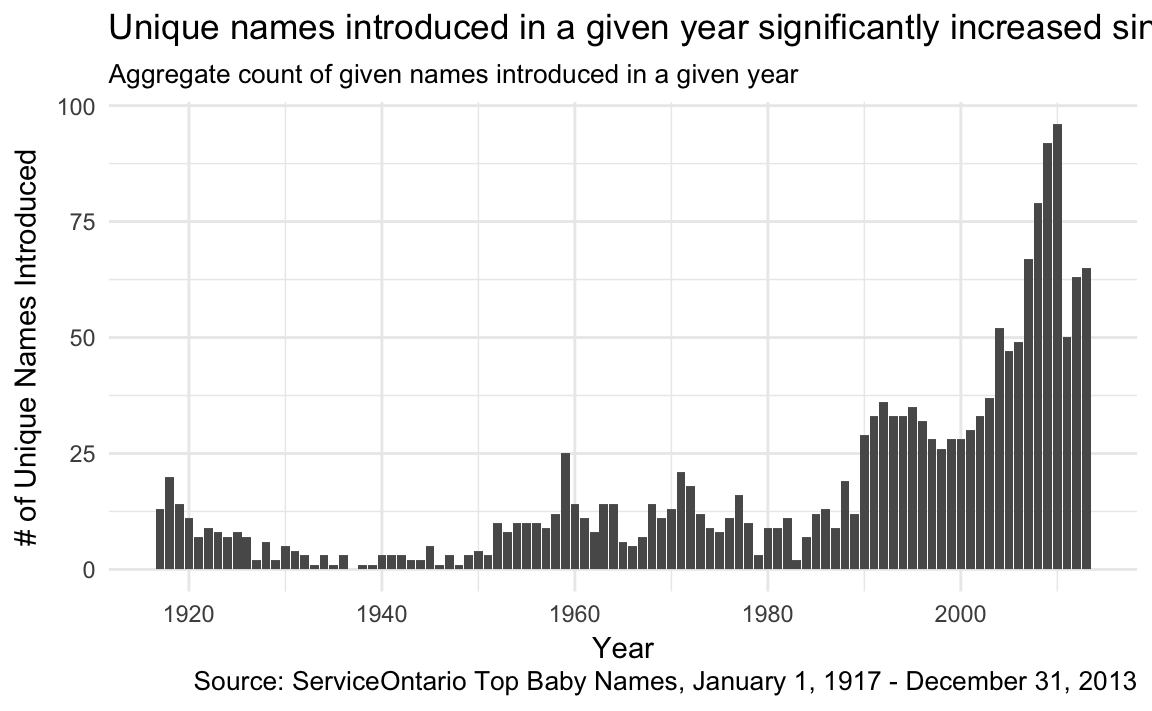 Unique names introduced in a given year significantly increased
Aggregate count of given names introduced in a given year
100
75
50
25
0
# of Unique Names Introduced
1920 1940 1960 1980 2000
Year
Source: ServiceOntario Top Baby Names, January 1, 1917 - December 31, 2013